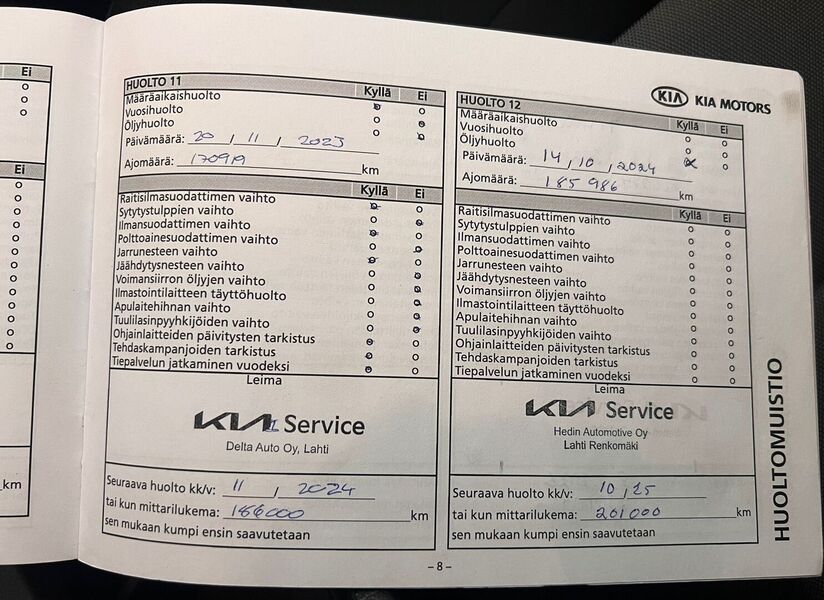 Ei
Ei
km
HUOLTO 11
Kyllä Ei
Määräaikaishuolto
Vuosihuolto
Öljyhuolto
Päivämäärä: 20 / 11 / 2023
Ajomäärä: 170919 km
Kyllä Ei
Raitisilmasuodattimen vaihto
Sytytystulppien vaihto
Ilmansuodattimen vaihto
Polttoainesuodattimen vaihto
Jarrunesteen vaihto
Jäähdytysnesteen vaihto
Voimansiirron öljyjen vaihto
Ilmastointilaitteen täyttöhuolto
Apulaitehihnan vaihto
Tuulilasinpyyhkijöiden vaihto
Ohjainlaitteiden päivitysten tarkistus
Tehdaskampanjoiden tarkistus
Tiepalvelun jatkaminen vuodeksi
Leima
KIA Service
Delta Auto Oy, Lahti
Seuraava huolto kk/v: 11 / 2024
tai kun mittarilukema: 186000 km
sen mukaan kumpi ensin saavutetaan
KIA KIA MOTORS
HUOLTO 12
Kyllä Ei
Määräaikaishuolto
Vuosihuolto
Öljyhuolto
Päivämäärä: 14 / 10 / 2024
Ajomäärä: 185 986 km
Kyllä Ei
Raitisilmasuodattimen vaihto
Sytytystulppien vaihto
Ilmansuodattimen vaihto
Polttoainesuodattimen vaihto
Jarrunesteen vaihto
Jäähdytysnesteen vaihto
Voimansiirron öljyjen vaihto
Ilmastointilaitteen täyttöhuolto
Apulaitehihnan vaihto
Tuulilasinpyyhkijöiden vaihto
Ohjainlaitteiden päivitysten tarkistus
Tehdaskampanjoiden tarkistus
Tiepalvelun jatkaminen vuodeksi
Leima
KIA Service
Hedin Automotive Oy
Lahti Renkomäki
Seuraava huolto kk/v: 10 / 25
tai kun mittarilukema: 201000 km
sen mukaan kumpi ensin saavutetaan
HUOLTOMUISTIO
– 8 –